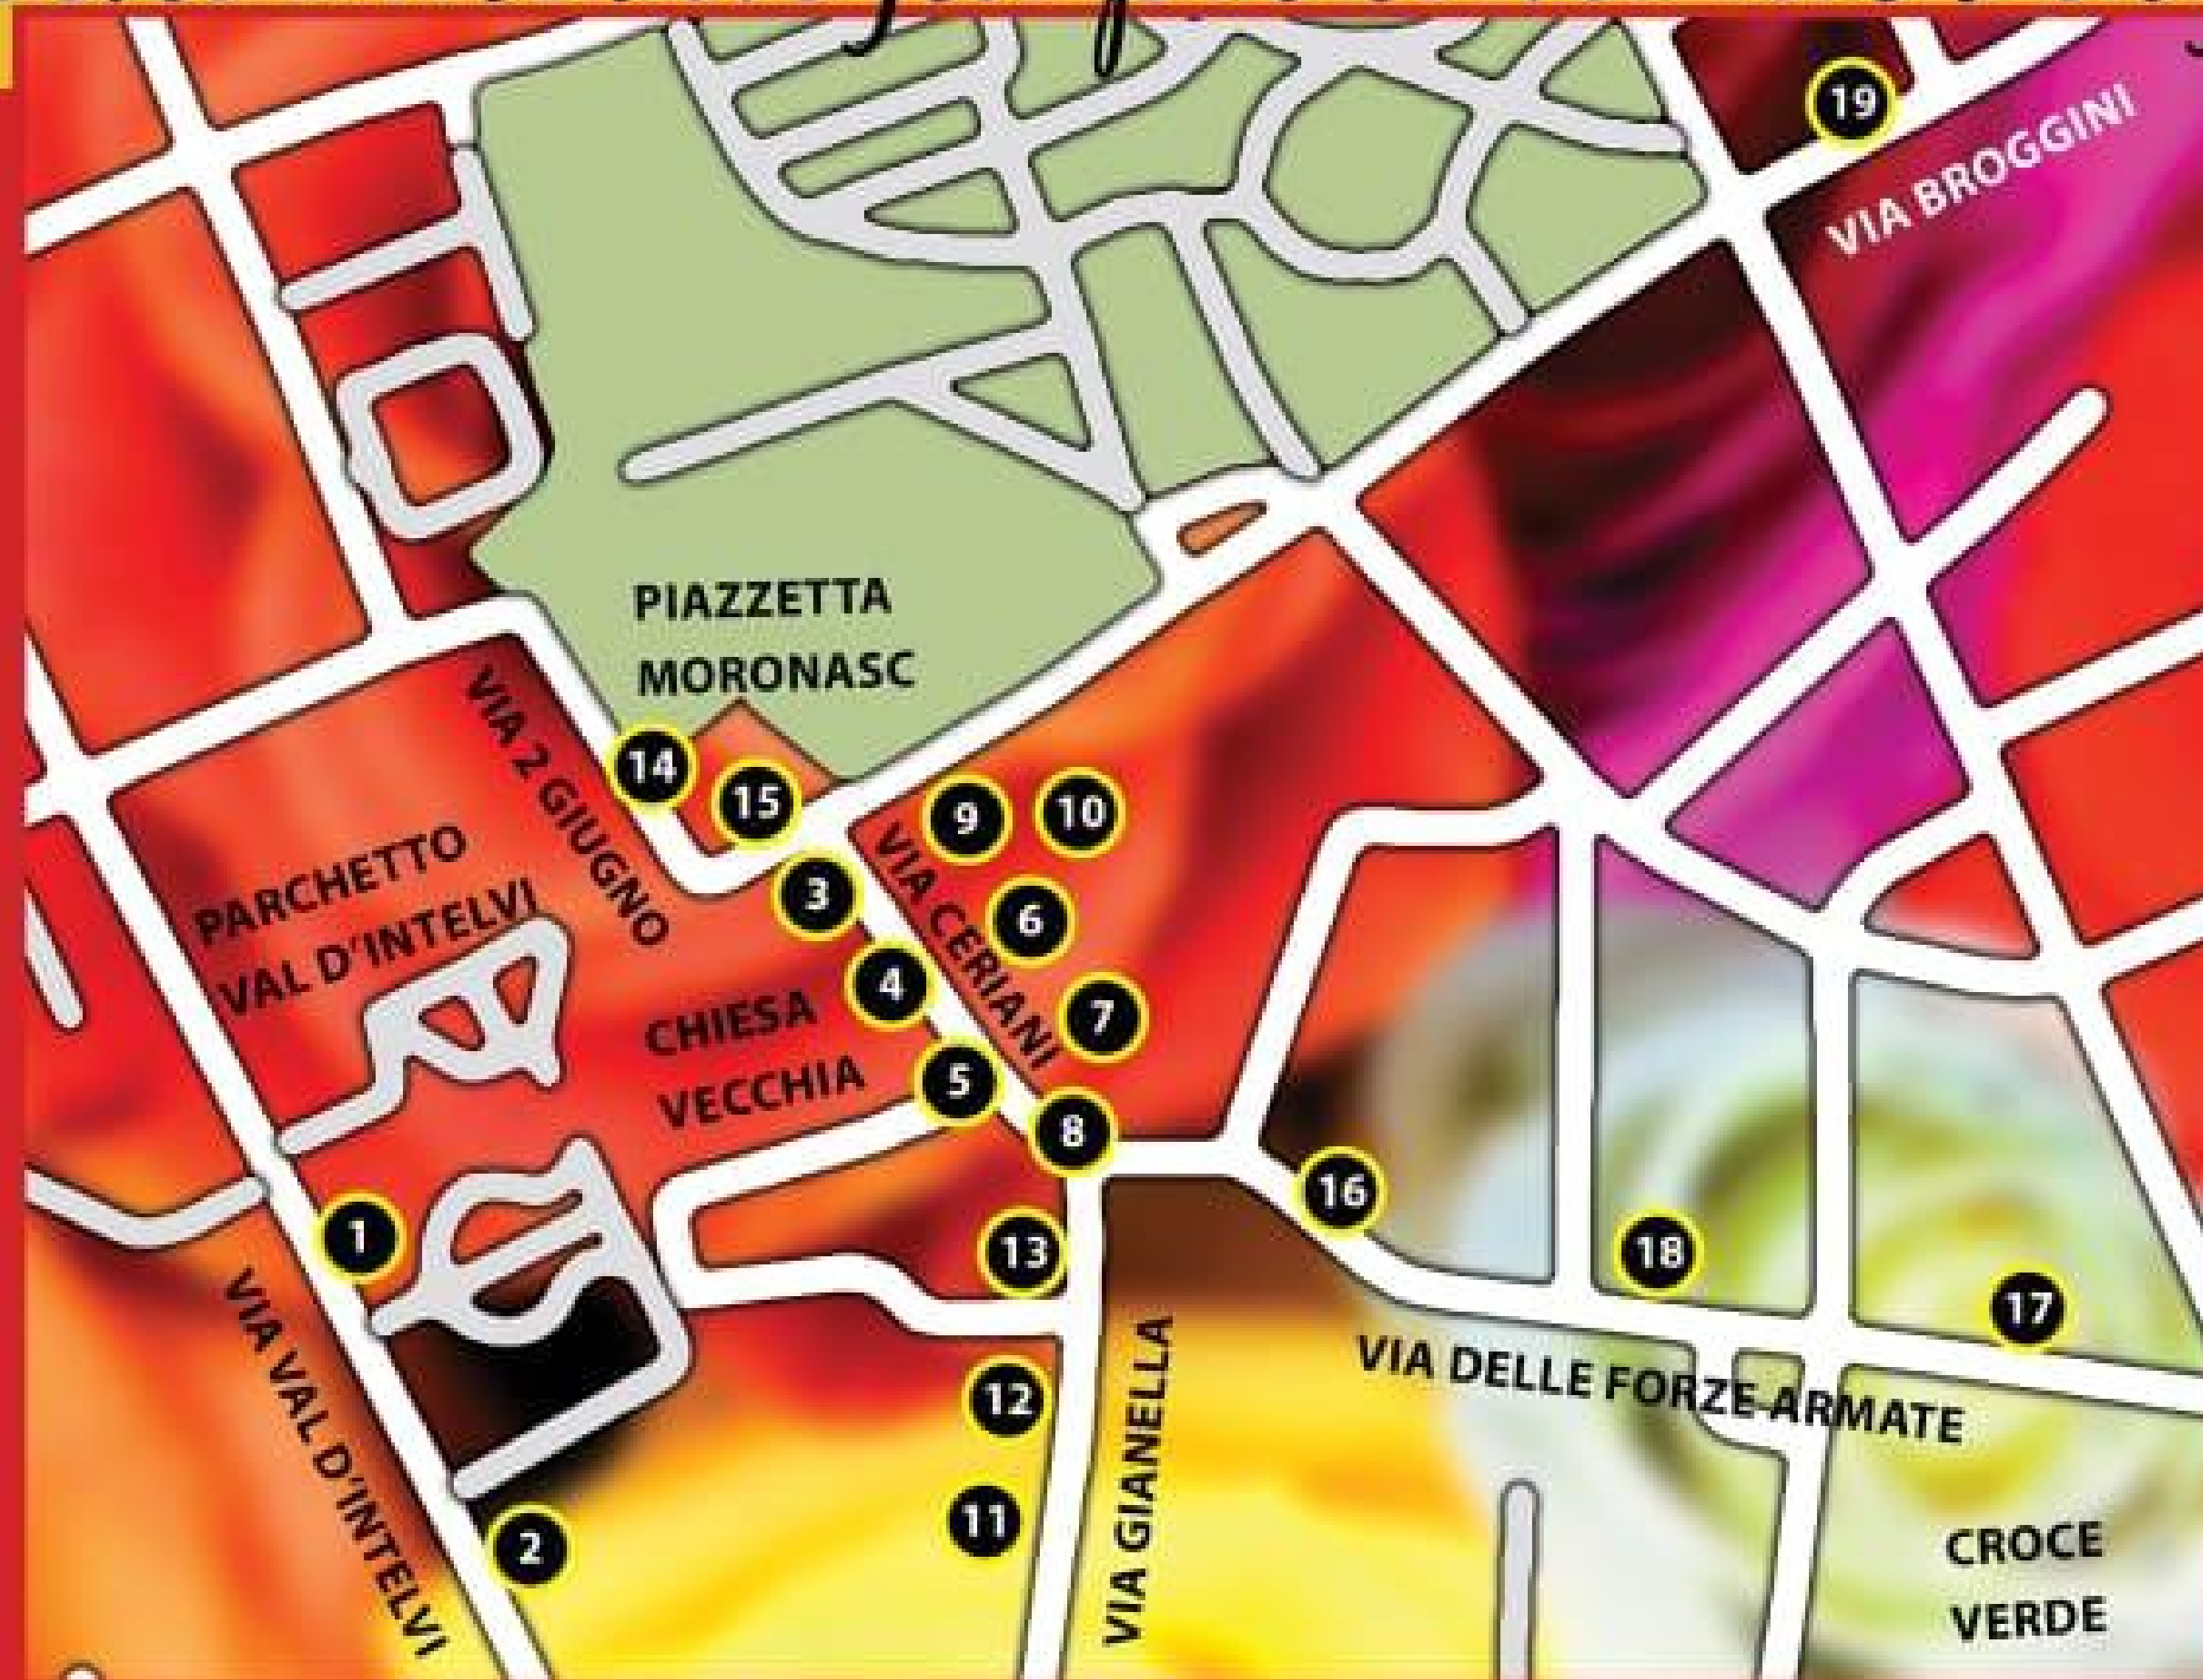 19
VIA BROGGINI
PIAZZETTA
MORONASC
VIA 2 GIUGNO
14
15
9
10
PARCHETTO
VAL D'INTELVI
3
VIA CERIANI
6
4
7
CHIESA
VECCHIA
5
8
1
13
16
18
17
VIA VAL D'INTELVI
VIA GIANELLA
VIA DELLE FORZE ARMATE
12
11
2
CROCE
VERDE